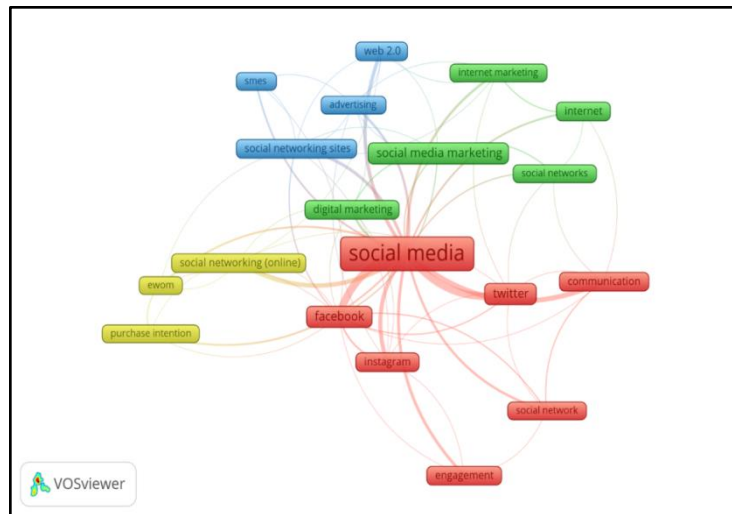 web 2.0
internet marketing
smes
advertising
internet
social networking sites
social media marketing
social networks
digital marketing
social media
social networking (online)
ewom
communication
twitter
facebook
purchase intention
instagram
social network
engagement
VOSviewer